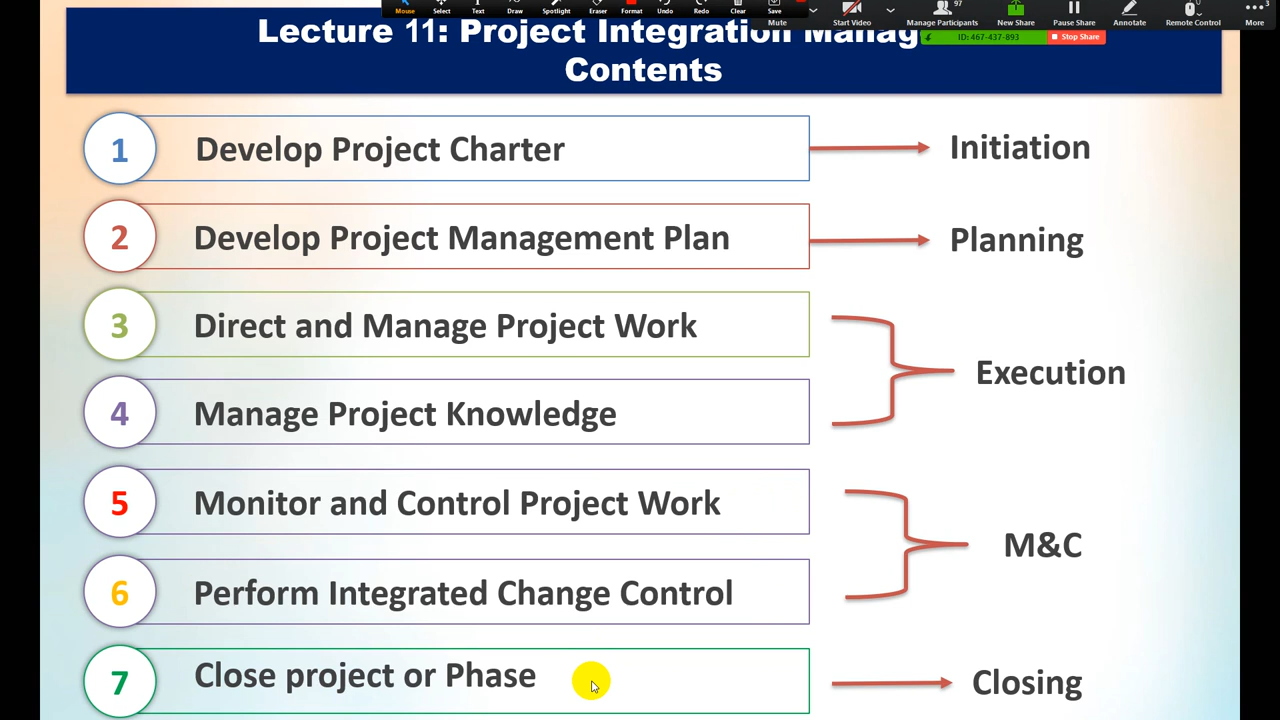 Mouse Select Text Draw Spotlight Eraser Format Undo Redo Clear Save
Mute Start Video Manage Participants 97 New Share Pause Share Annotate Remote Control More 3
ID: 467-437-893 Stop Share
Lecture 11: Project Integration Manag
Contents
1 Develop Project Charter Initiation
2 Develop Project Management Plan Planning
3 Direct and Manage Project Work
Execution
4 Manage Project Knowledge
5 Monitor and Control Project Work
M&C
6 Perform Integrated Change Control
7 Close project or Phase Closing